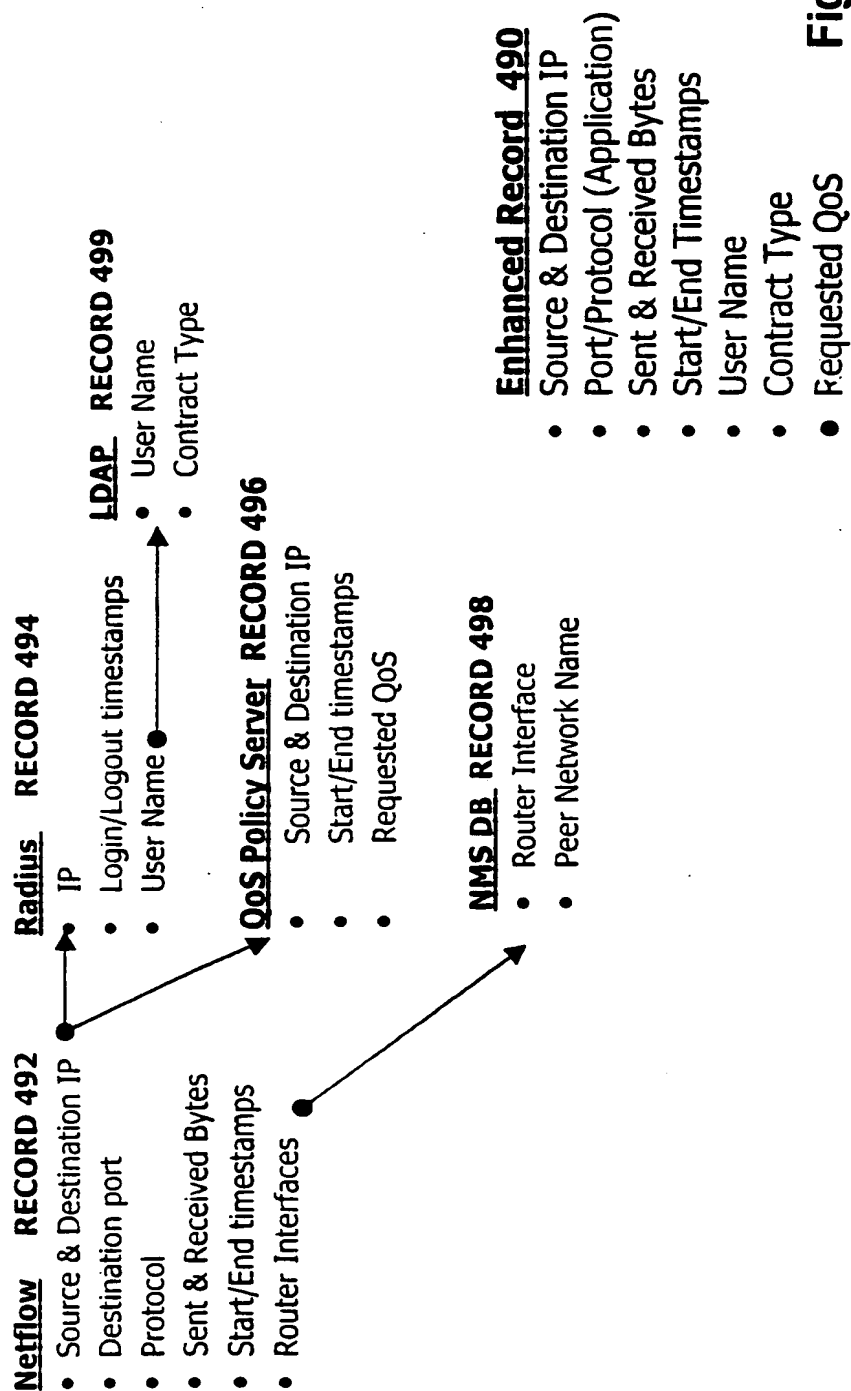 Netflow RECORD 492
• Source & Destination IP
• Destination port
• Protocol
• Sent & Received Bytes
• Start/End timestamps
• Router Interfaces
Radius RECORD 494
• IP
• Login/Logout timestamps
• User Name
LDAP RECORD 499
• User Name
• Contract Type
QoS Policy Server RECORD 496
• Source & Destination IP
• Start/End timestamps
• Requested QoS
NMS DB RECORD 498
• Router Interface
• Peer Network Name
Enhanced Record 490
• Source & Destination IP
• Port/Protocol (Application)
• Sent & Received Bytes
• Start/End Timestamps
• User Name
• Contract Type
• Requested QoS